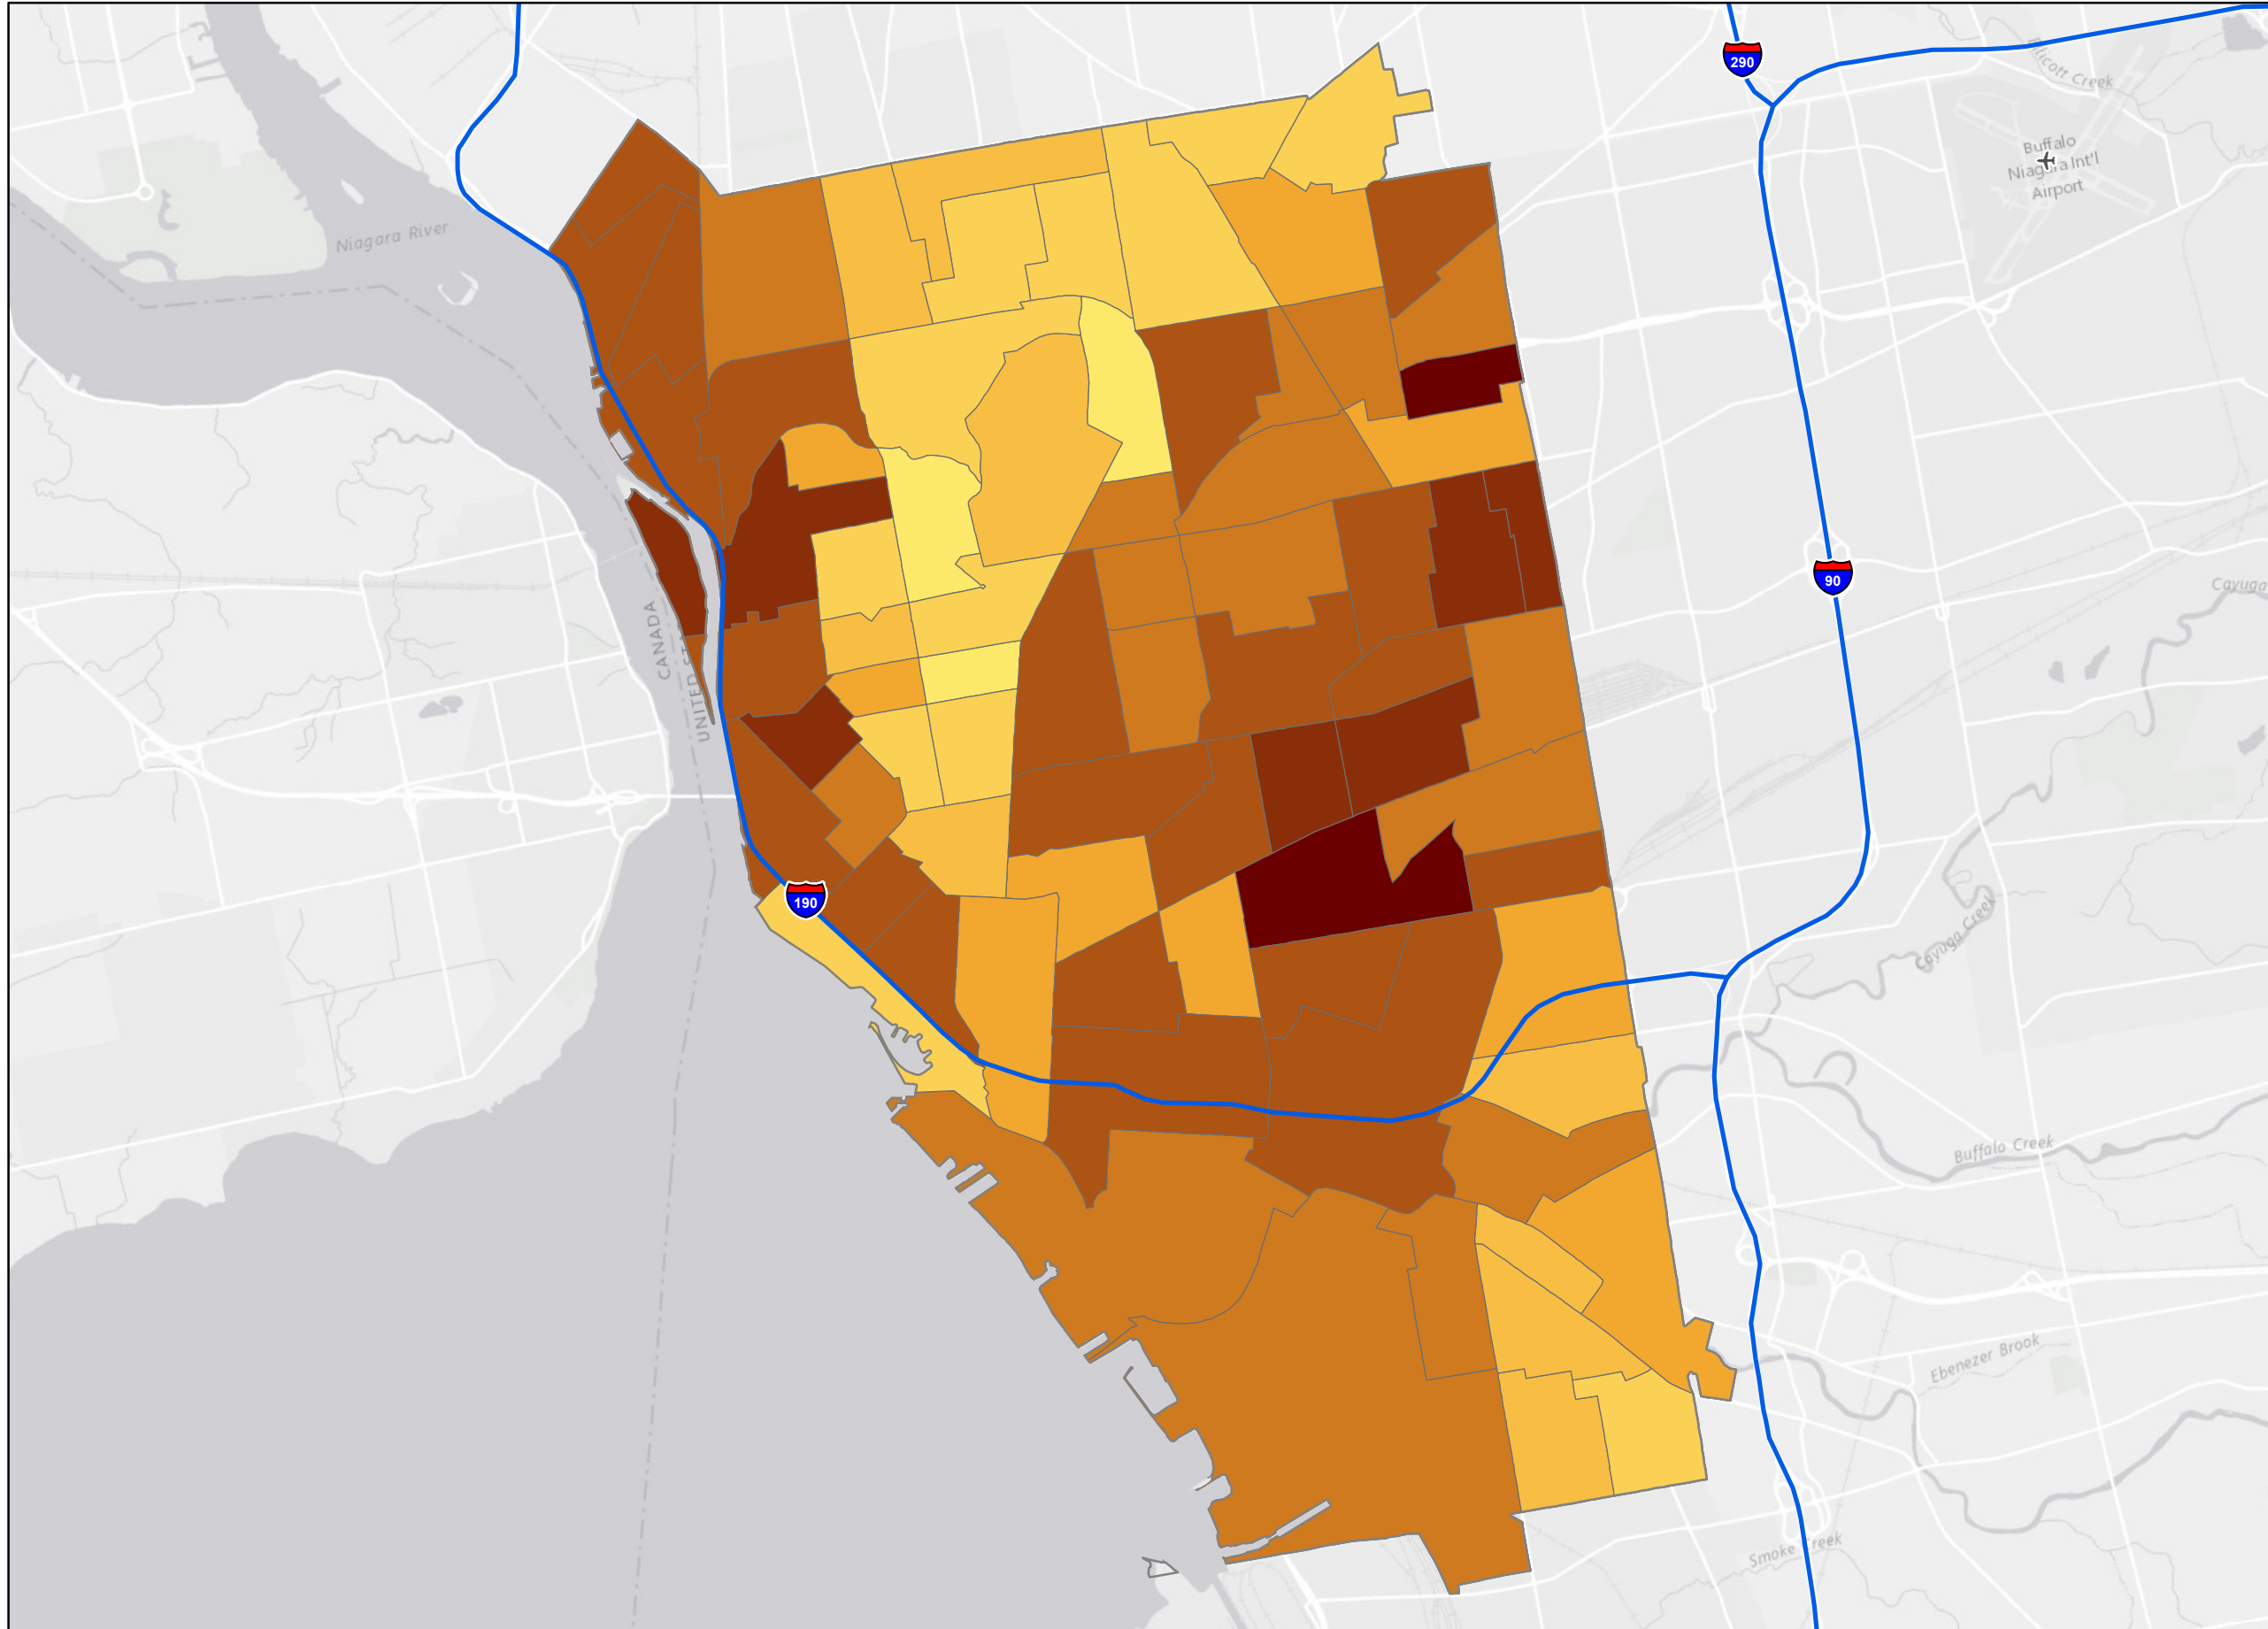 290
Ellicott Creek
Buffalo
Niagara Int'l
Airport
Niagara River
90
Cayuga
CANADA
UNITED ST
190
Cayuga Creek
Buffalo Creek
Ebenezer Brook
Smoke Creek